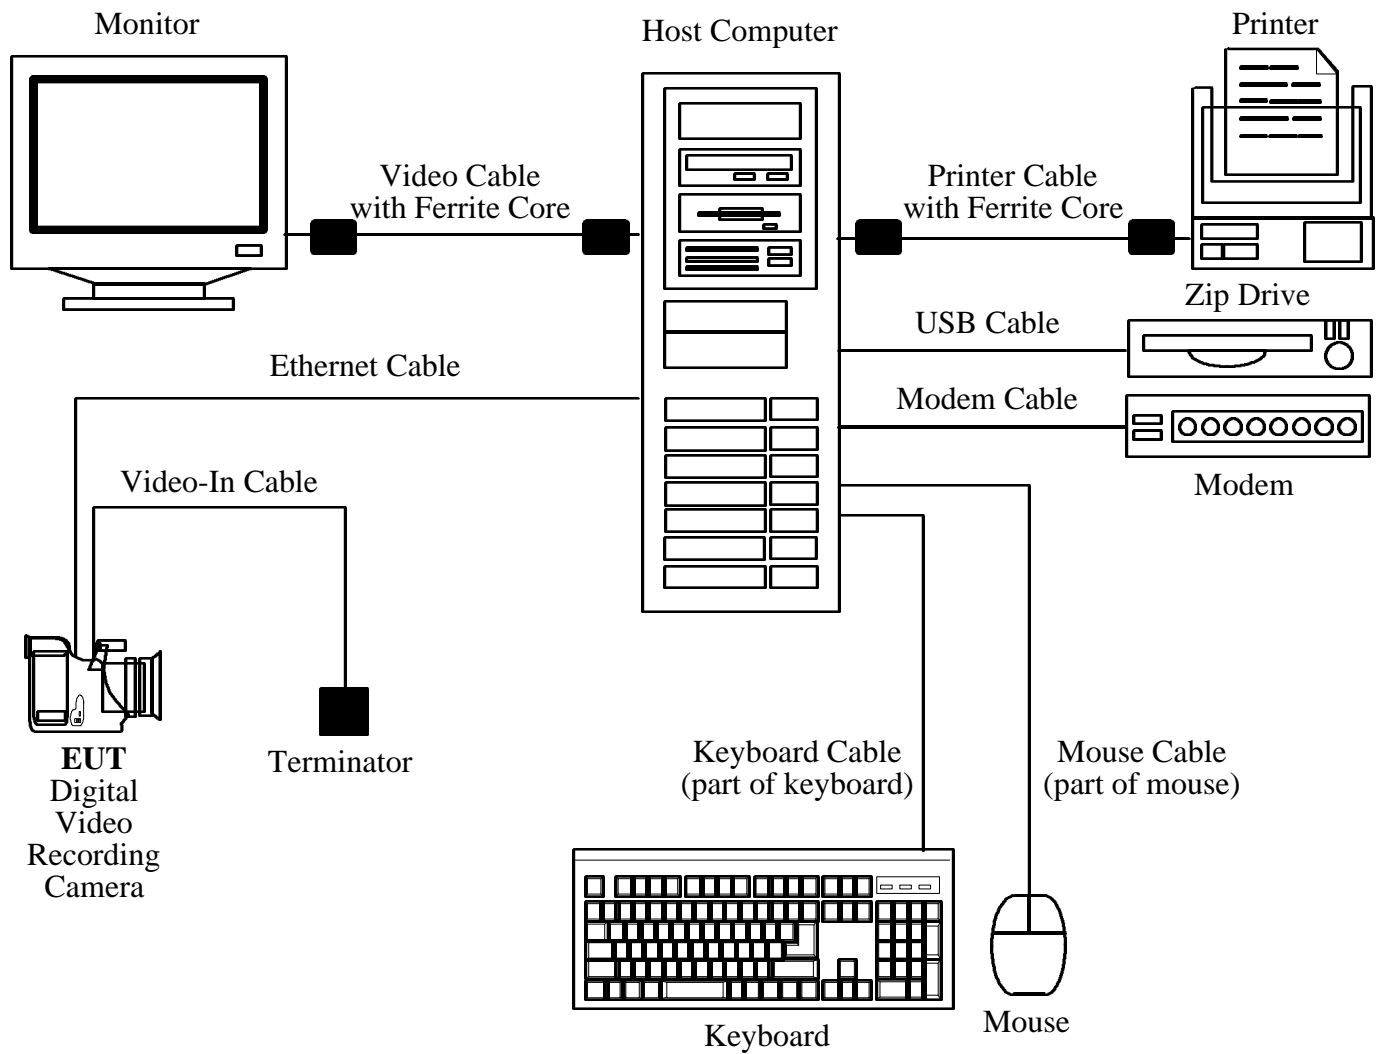 Monitor
Host Computer
Printer
Video Cable
with Ferrite Core
Printer Cable
with Ferrite Core
Zip Drive
USB Cable
Ethernet Cable
Modem Cable
Video-In Cable
Modem
EUT
Digital
Video
Recording
Camera
Terminator
Keyboard Cable
(part of keyboard)
Mouse Cable
(part of mouse)
Keyboard
Mouse